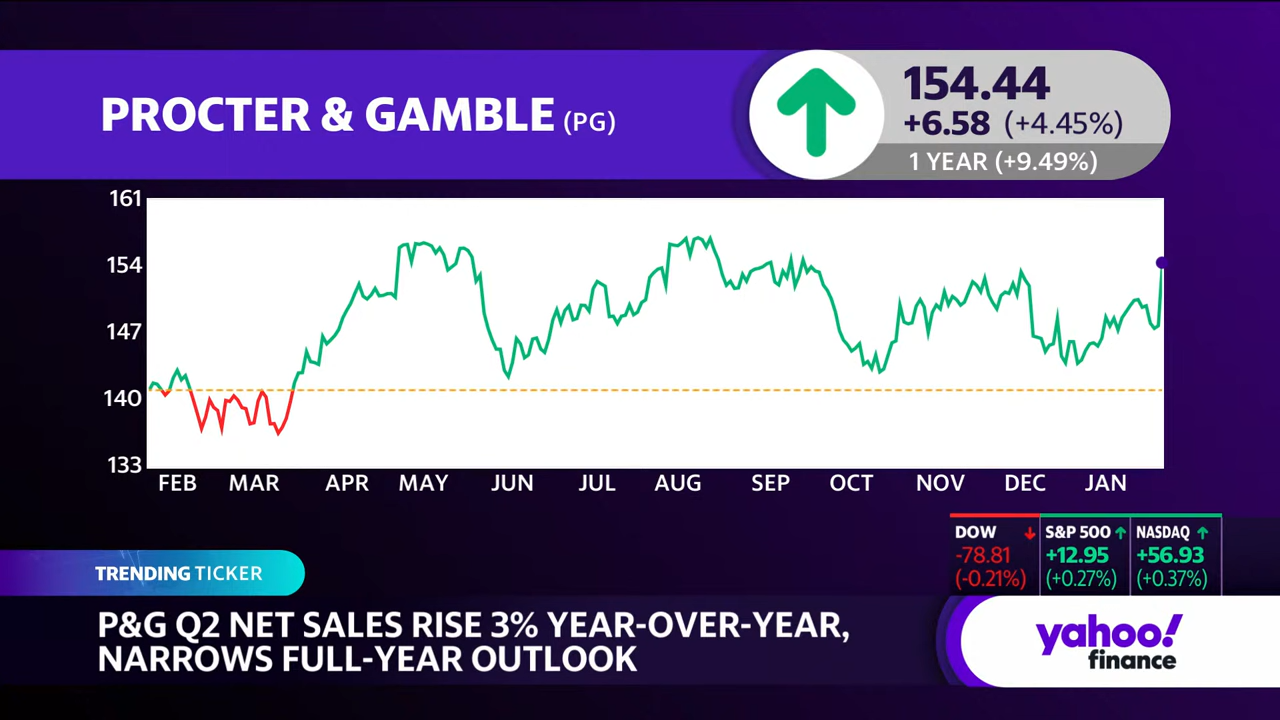 PROCTER & GAMBLE (PG)
154.44
+6.58 (+4.45%)
1 YEAR (+9.49%)
161
154
147
140
133
FEB MAR APR MAY JUN JUL AUG SEP OCT NOV DEC JAN
DOW S&P 500 NASDAQ
-78.81 +12.95 +56.93
(-0.21%) (+0.27%) (+0.37%)
TRENDING TICKER
P&G Q2 NET SALES RISE 3% YEAR-OVER-YEAR,
NARROWS FULL-YEAR OUTLOOK
yahoo!
finance